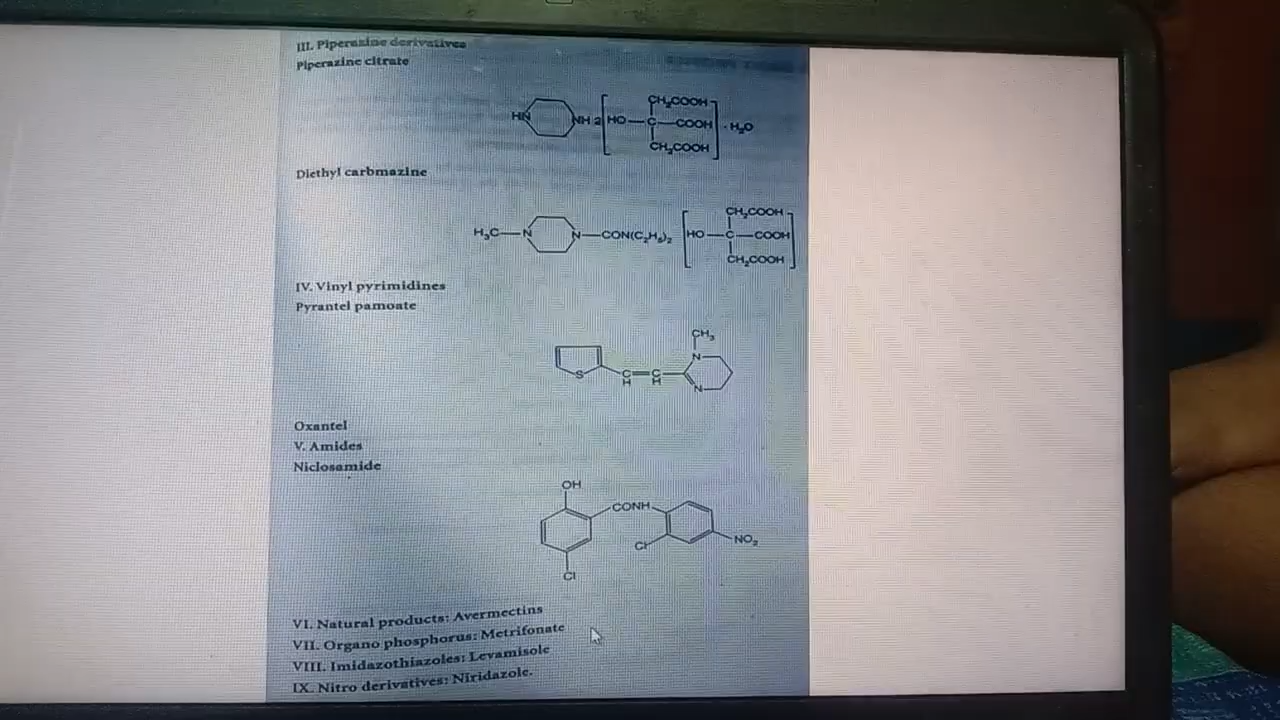 III. Piperazine derivatives
Piperazine citrate
HN NH 2 HO—C—COOH CH₂COOH CH₂COOH · H₂O
Diethyl carbmazine
H₃C—N N—CON(C₂H₅)₂ HO—C—COOH CH₂COOH CH₂COOH
IV. Vinyl pyrimidines
Pyrantel pamoate
CH₃
N
S C═C
H H
N
Oxantel
V. Amides
Niclosamide
OH
CONH
Cl NO₂
Cl
VI. Natural products: Avermectins
VII. Organo phosphorus: Metrifonate
VIII. Imidazothiazoles: Levamisole
IX. Nitro derivatives: Niridazole.